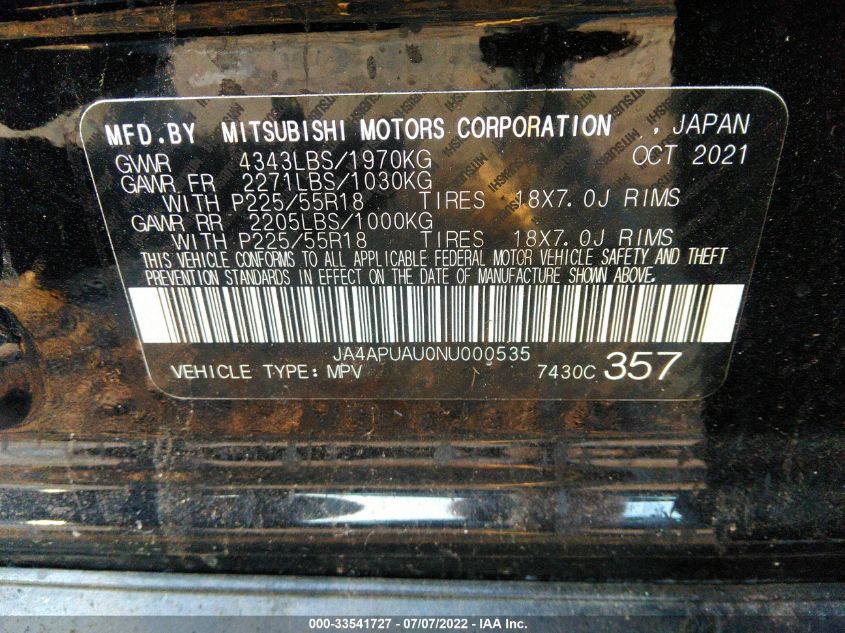 MFD.BY MITSUBISHI MOTORS CORPORATION , JAPAN
GVWR 4343LBS/1970KG OCT 2021
GAWR FR 2271LBS/1030KG
WITH P225/55R18 TIRES 18X7.0J RIMS
GAWR RR 2205LBS/1000KG
WITH P225/55R18 TIRES 18X7.0J RIMS
THIS VEHICLE CONFORMS TO ALL APPLICABLE FEDERAL MOTOR VEHICLE SAFETY AND THEFT
PREVENTION STANDARDS IN EFFECT ON THE DATE OF MANUFACTURE SHOWN ABOVE.
JA4APUAU0NU000535
VEHICLE TYPE: MPV 7430C 357
000-33541727 - 07/07/2022 - IAA Inc.